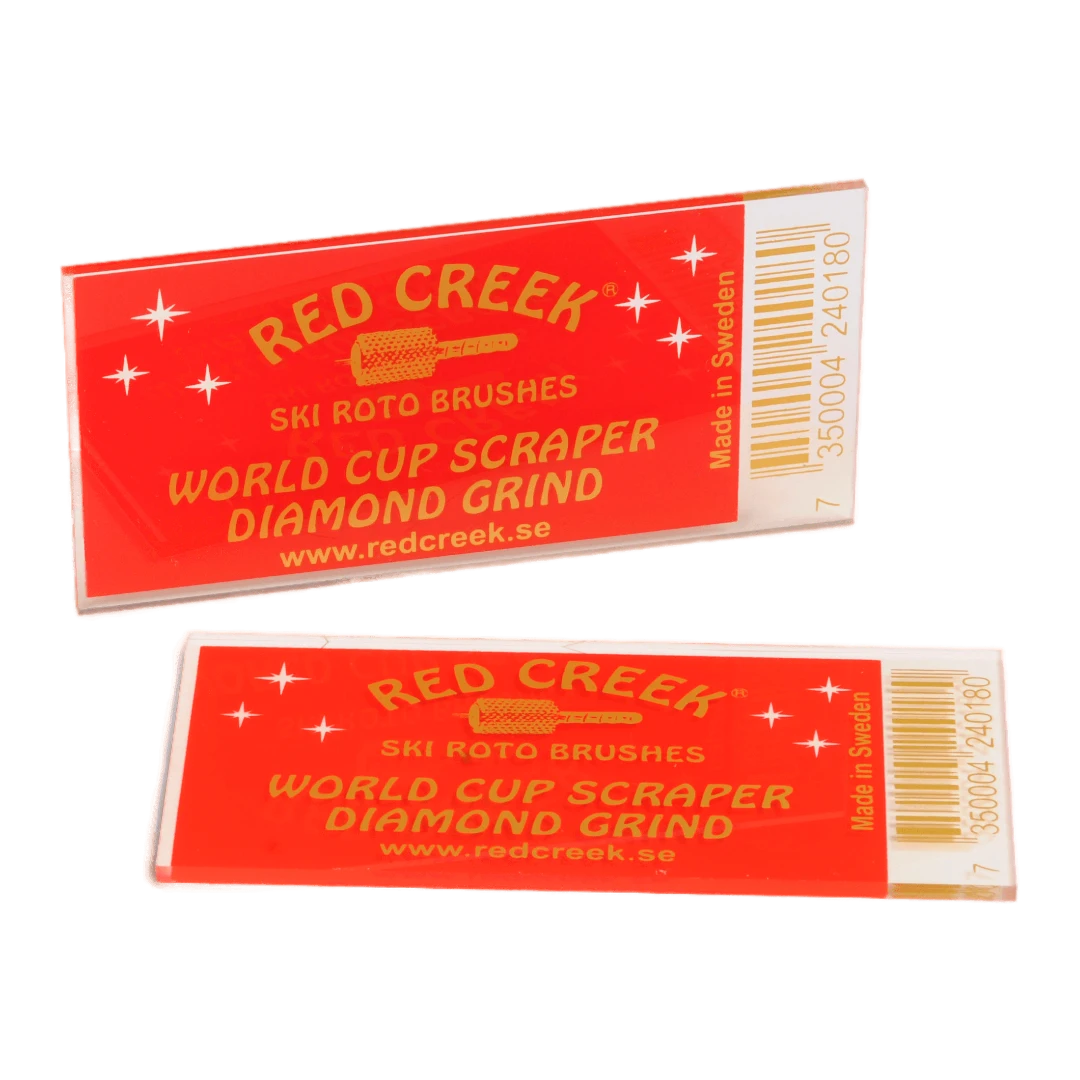 RED CREEK®
SKI ROTO BRUSHES
WORLD CUP SCRAPER
DIAMOND GRIND
www.redcreek.se
Made in Sweden
7 350004 240180
RED CREEK®
SKI ROTO BRUSHES
WORLD CUP SCRAPER
DIAMOND GRIND
www.redcreek.se
Made in Sweden
7 350004 240180